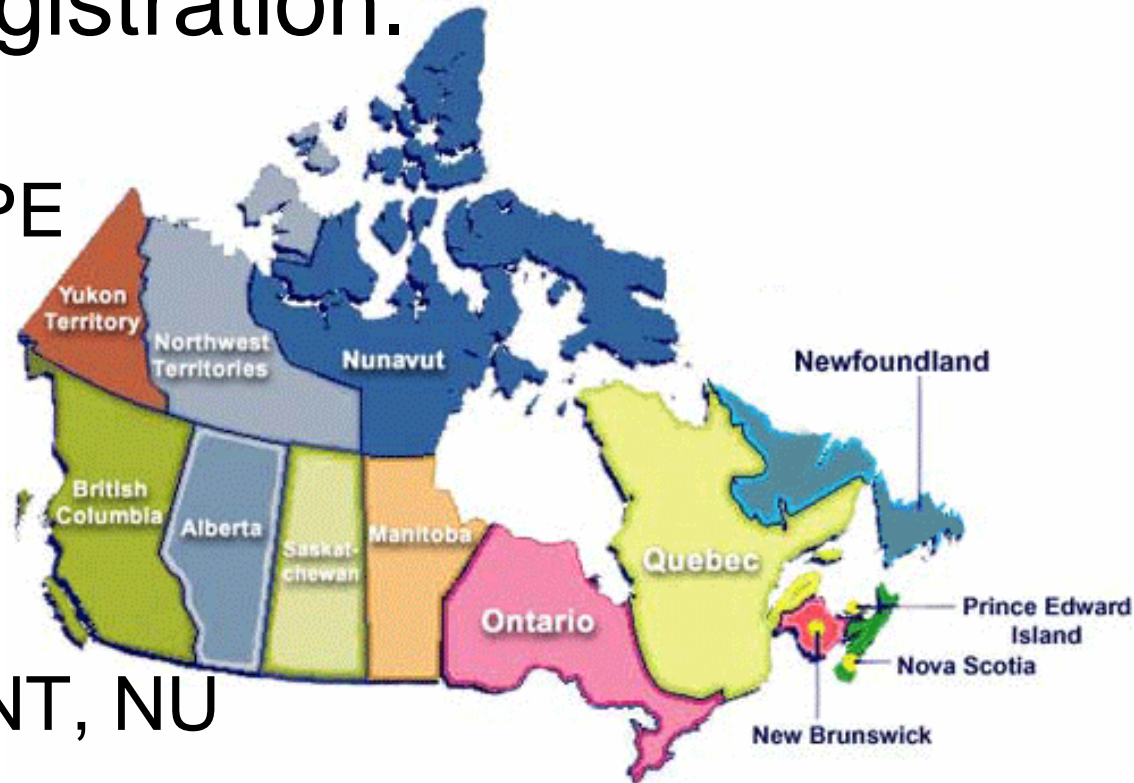 gistration.
PE
Yukon
Territory
Northwest
Territories
Nunavut
Newfoundland
British
Columbia
Alberta
Saskat-
chewan
Manitoba
Quebec
Ontario
Prince Edward
Island
Nova Scotia
NT, NU
New Brunswick